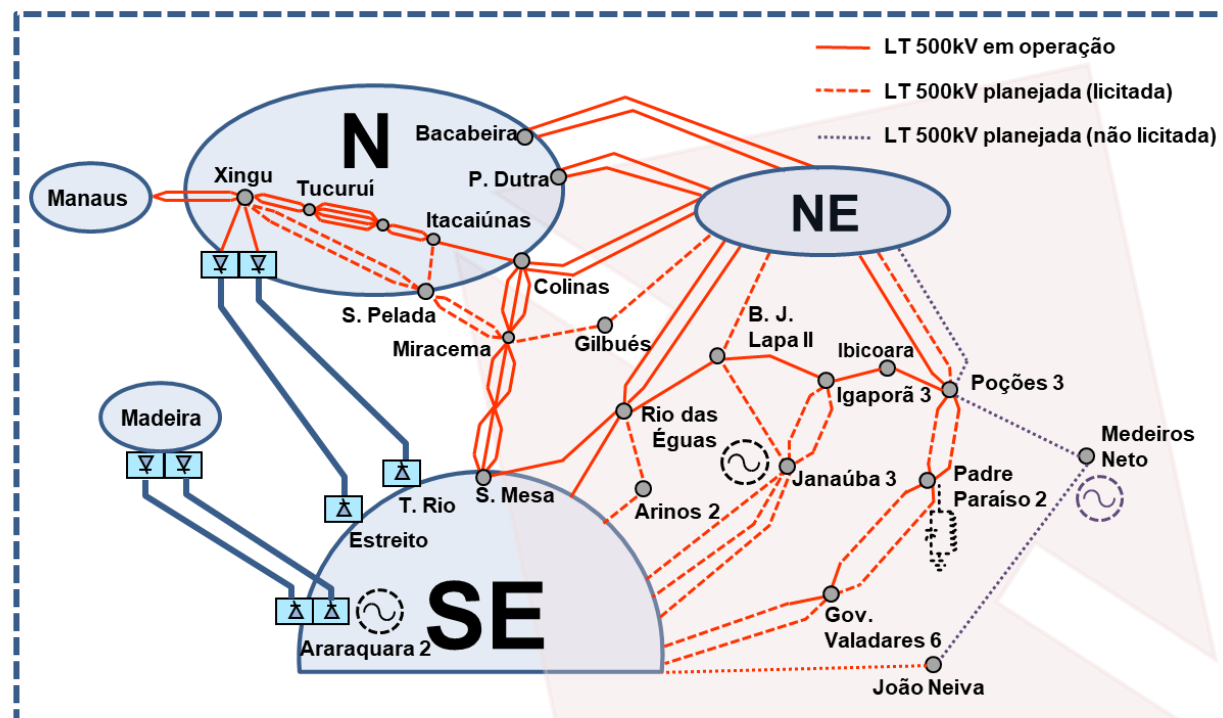 LT 500kV em operação
LT 500kV planejada (licitada)
LT 500kV planejada (não licitada)
N
Bacabeira
Xingu
Tucuruí
P. Dutra
Manaus
Itacaiúnas
NE
Colinas
S. Pelada
Miracema
Gilbués
B. J.
Lapa II
Ibicoara
Igaporã 3
Poções 3
Madeira
Rio das
Éguas
Medeiros
Neto
Janaúba 3
Padre
Paraíso 2
T. Rio
S. Mesa
Arinos 2
Estreito
SE
Araraquara 2
Gov.
Valadares 6
João Neiva